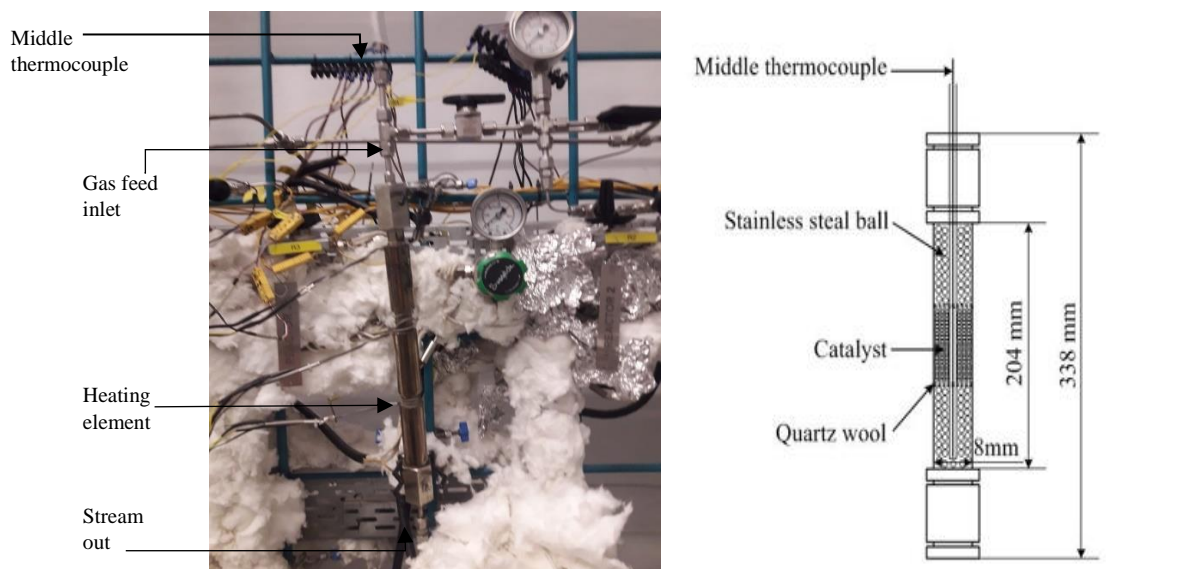 Middle
thermocouple
Gas feed
inlet
Heating
element
Stream
out
Middle thermocouple
Stainless steal ball
Catalyst
Quartz wool
8mm
204 mm
338 mm